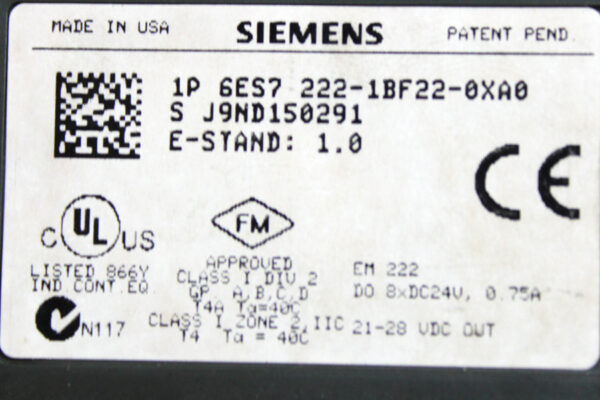 MADE IN USA SIEMENS PATENT PEND.
1P 6ES7 222-1BF22-0XA0
S J9ND150291
E-STAND: 1.0
CE
C UL US
FM
LISTED 866Y
IND.CONT.EQ
N117
APPROVED
CLASS I DIV 2
GP A,B,C,D
T4A Ta=40C
CLASS I ZONE 2,IIC
T4 Ta = 40C
EM 222
DO 8xDC24V, 0.75A
21-28 VDC OUT